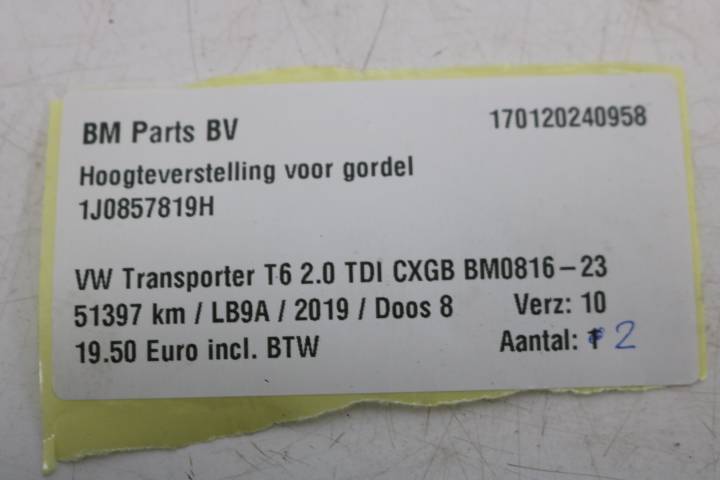 BM Parts BV 170120240958
Hoogteverstelling voor gordel
1J0857819H
VW Transporter T6 2.0 TDI CXGB BM0816-23
51397 km / LB9A / 2019 / Doos 8 Verz: 10
19.50 Euro incl. BTW Aantal: 1 2